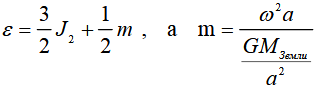 ε = 3/2 J₂ + 1/2 m , а m = ω²a / (GM_Земли / a²)